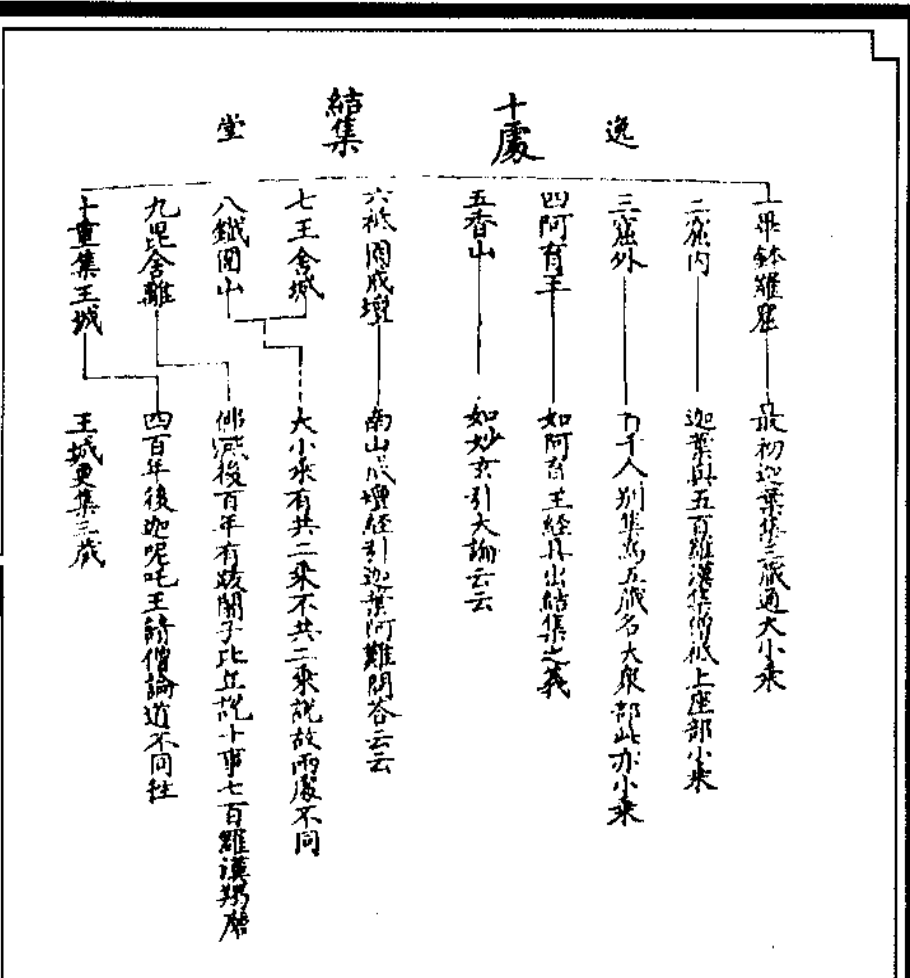 逸
十處
結集
堂
一畢鉢羅窟
最初迦葉集三藏通大小乘
二窟內
迦葉與五百羅漢集僧祇上座部小乘
三窟外
万千人別集為五藏名大眾部此亦小乘
四阿育王
如阿育王經具出結集之義
五香山
如妙玄引大論云云
六祇園戒壇
南山戒壇經引迦葉阿難問答云云
七王舍城
八鐵圍山
大小乘有共二乘不共二乘說故兩處不同
九毘舍離
佛滅後百年有跋闍子比丘說十事七百羅漢羯磨
十重集王城
四百年後迦呢吒王請僧論道不同
王城更集三藏